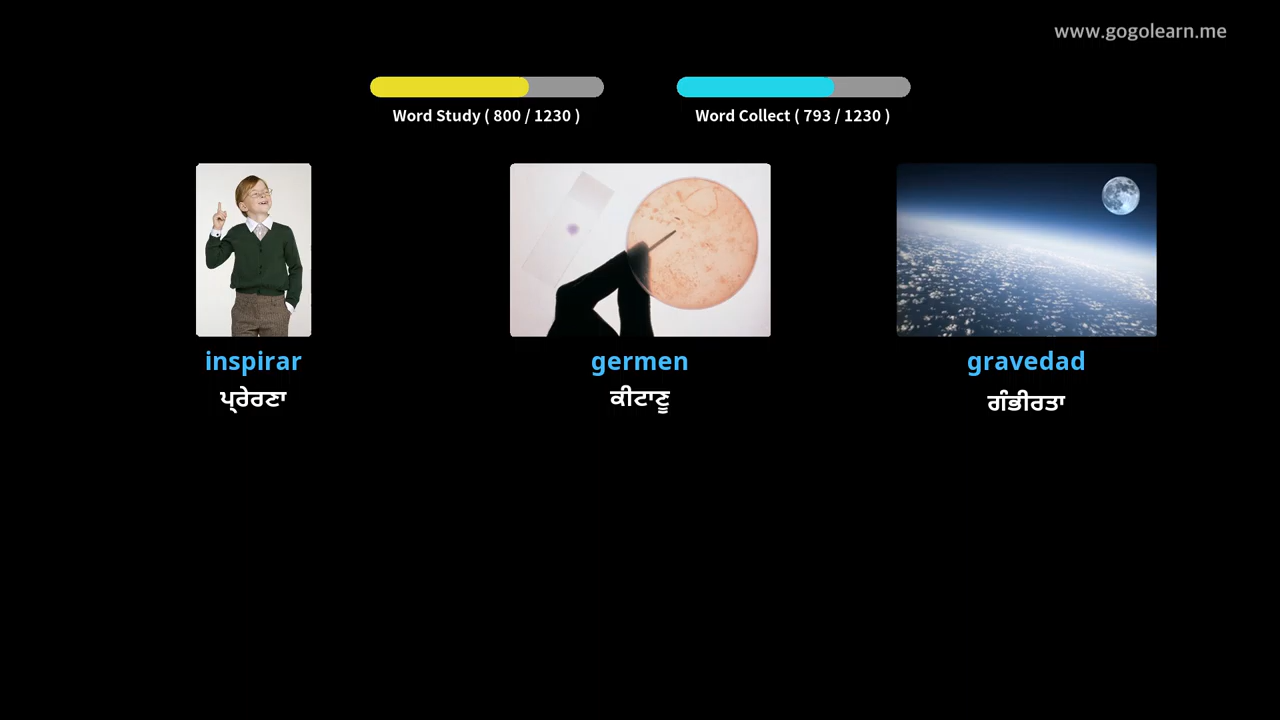 www.gogolearn.me
Word Study ( 800 / 1230 )
Word Collect ( 793 / 1230 )
inspirar
germen
gravedad
ਪ੍ਰੇਰਣਾ
ਕੀਟਾਣੂ
ਗੰਭੀਰਤਾ